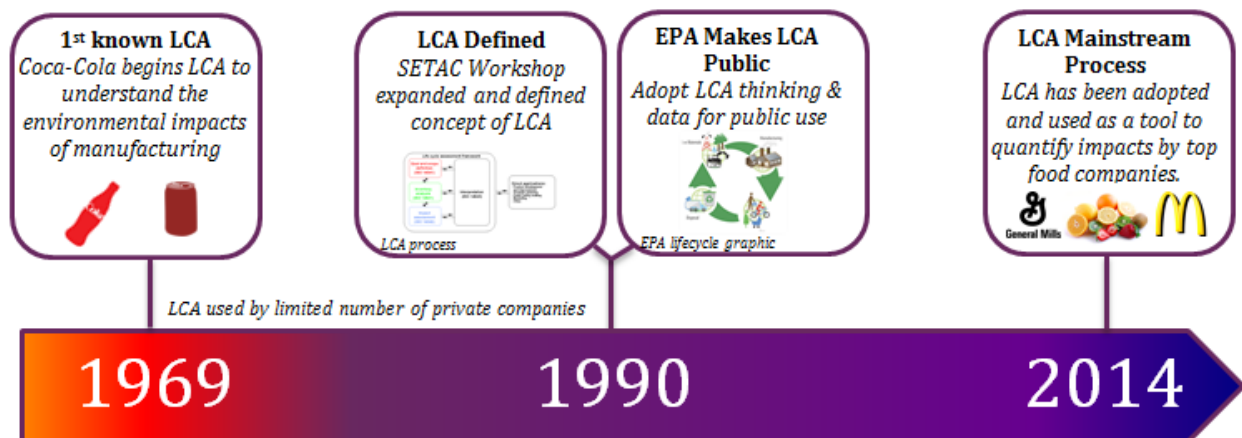 1st known LCA
Coca-Cola begins LCA to
understand the
environmental impacts
of manufacturing
LCA Defined
SETAC Workshop
expanded and defined
concept of LCA
LCA process
EPA Makes LCA
Public
Adopt LCA thinking &
data for public use
EPA lifecycle graphic
LCA Mainstream
Process
LCA has been adopted
and used as a tool to
quantify impacts by top
food companies.
General Mills
LCA used by limited number of private companies
1969
1990
2014